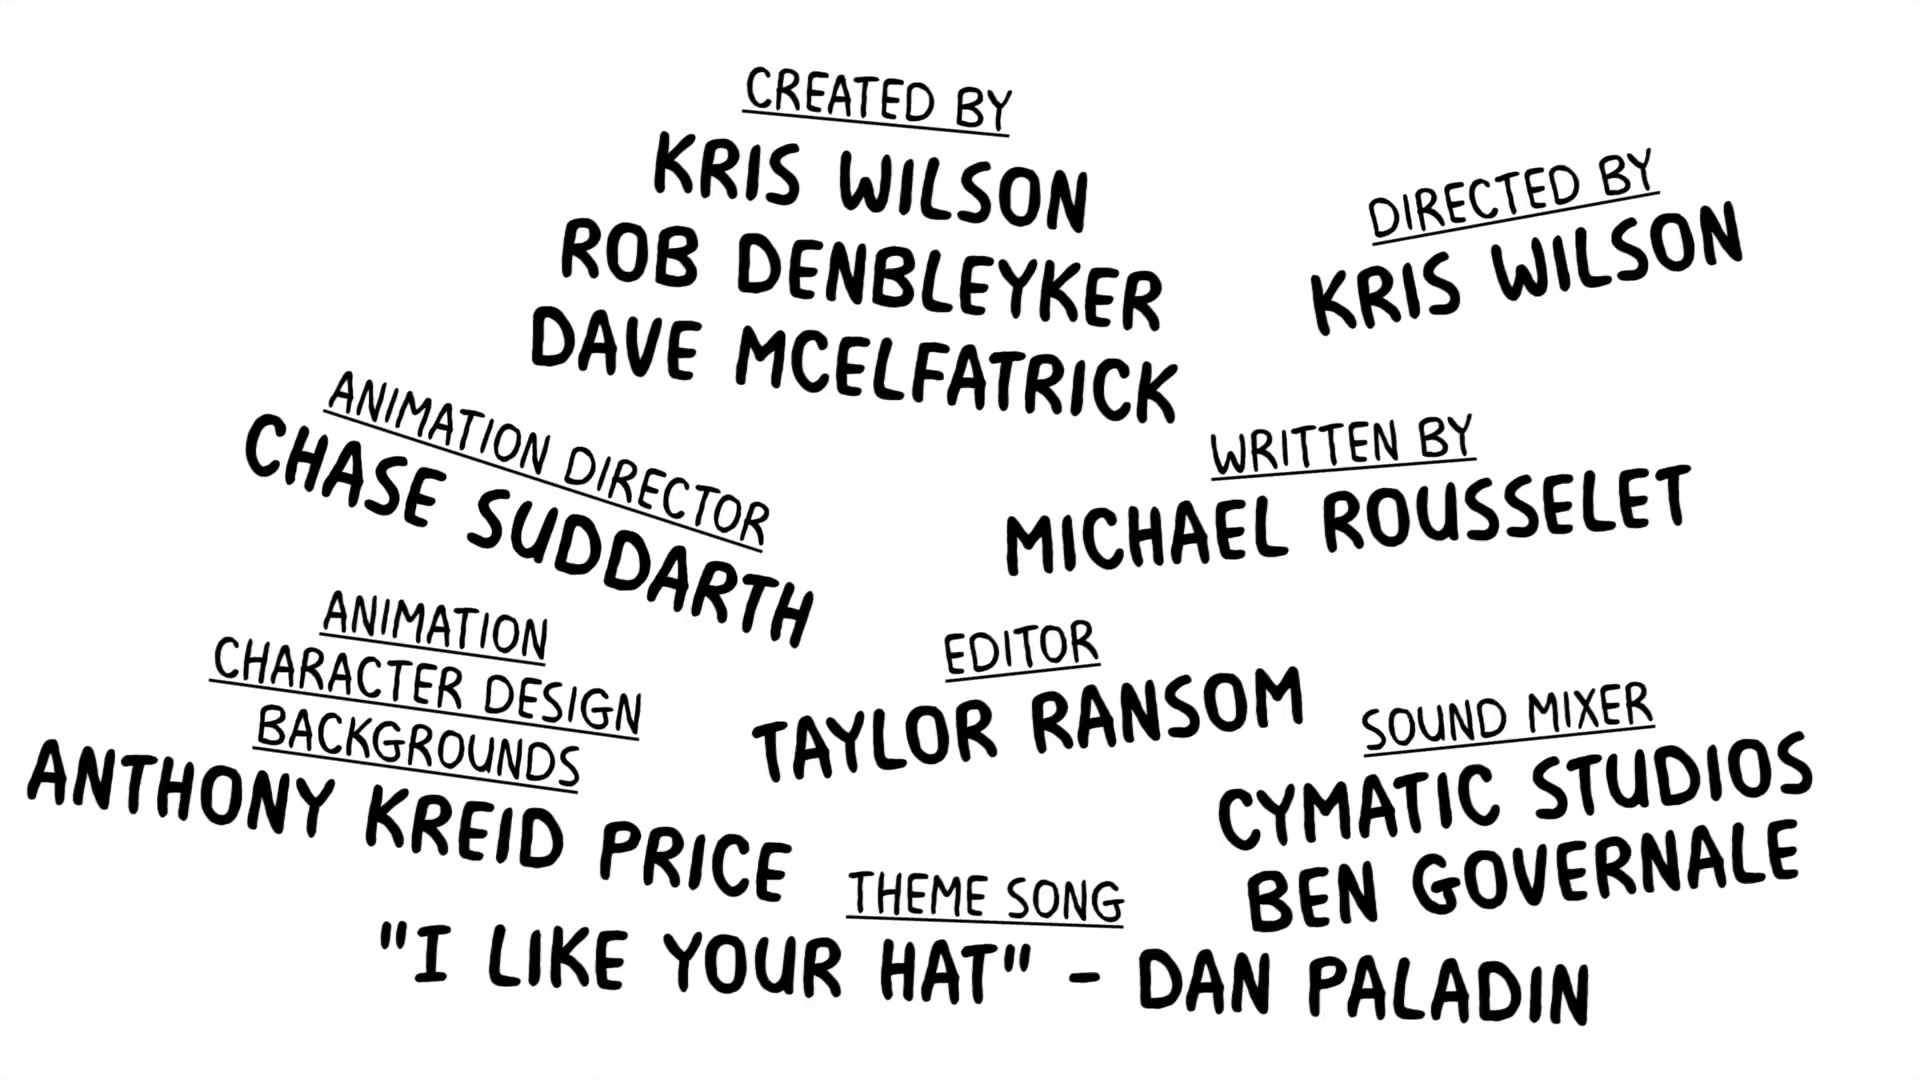 CREATED BY
KRIS WILSON
ROB DENBLEYKER
DAVE MCELFATRICK
DIRECTED BY
KRIS WILSON
ANIMATION DIRECTOR
CHASE SUDDARTH
WRITTEN BY
MICHAEL ROUSSELET
ANIMATION
CHARACTER DESIGN
BACKGROUNDS
ANTHONY KREID PRICE
EDITOR
TAYLOR RANSOM
SOUND MIXER
CYMATIC STUDIOS
BEN GOVERNALE
THEME SONG
"I LIKE YOUR HAT" - DAN PALADIN